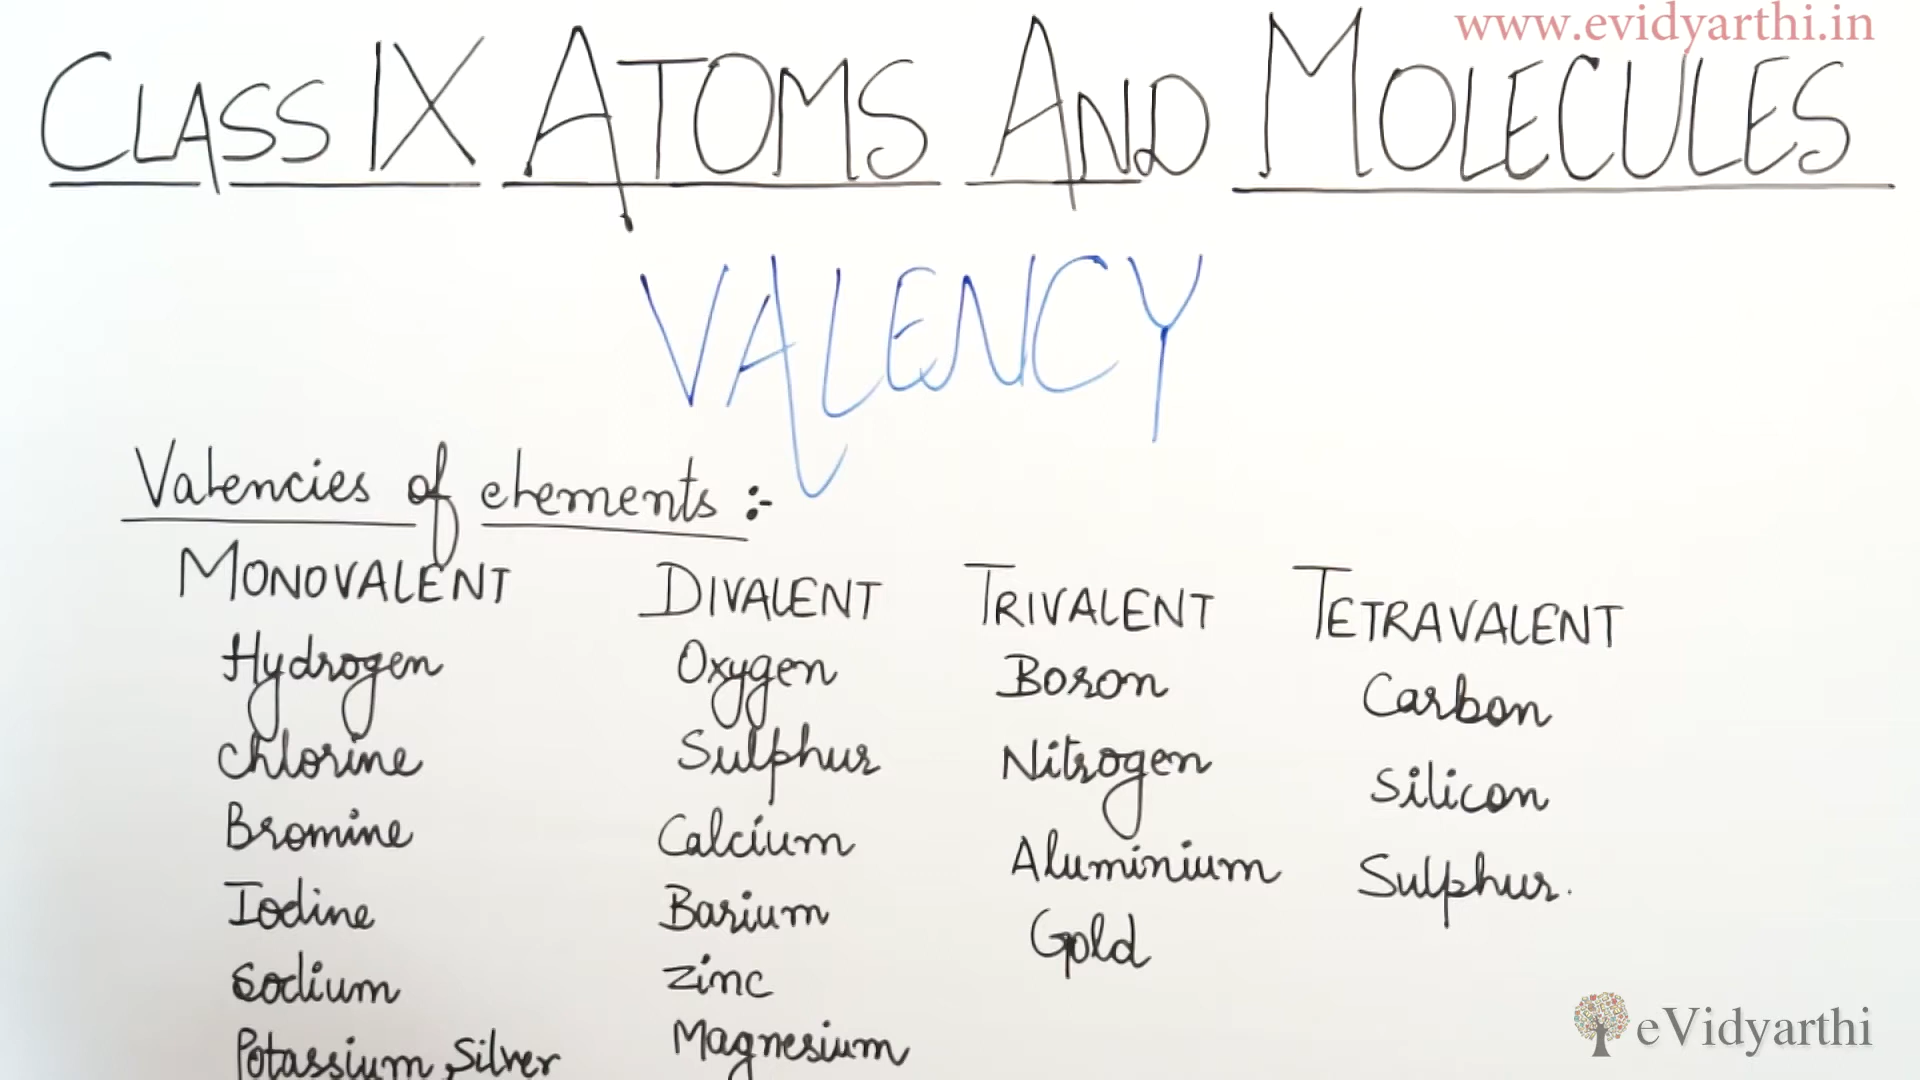 www.evidyarthi.in
CLASS IX ATOMS AND MOLECULES
VALENCY
Valencies of elements :-
MONOVALENT DIVALENT TRIVALENT TETRAVALENT
Hydrogen Oxygen Boron Carbon
Chlorine Sulphur Nitrogen Silicon
Bromine Calcium Aluminium Sulphur.
Iodine Barium Gold
Sodium Zinc
Potassium, Silver Magnesium
eVidyarthi